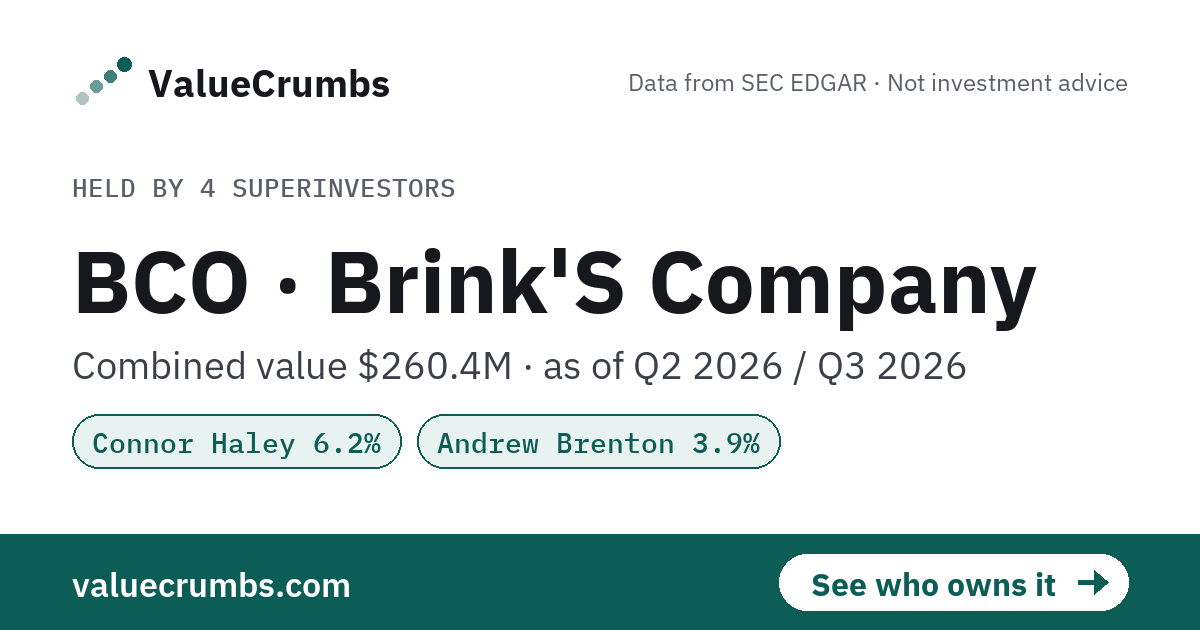 ValueCrumbs
Data from SEC EDGAR · Not investment advice
HELD BY 4 SUPERINVESTORS
BCO · Brink'S Company
Combined value $260.4M · as of Q2 2026 / Q3 2026
Connor Haley 6.2%
Andrew Brenton 3.9%
valuecrumbs.com
See who owns it →